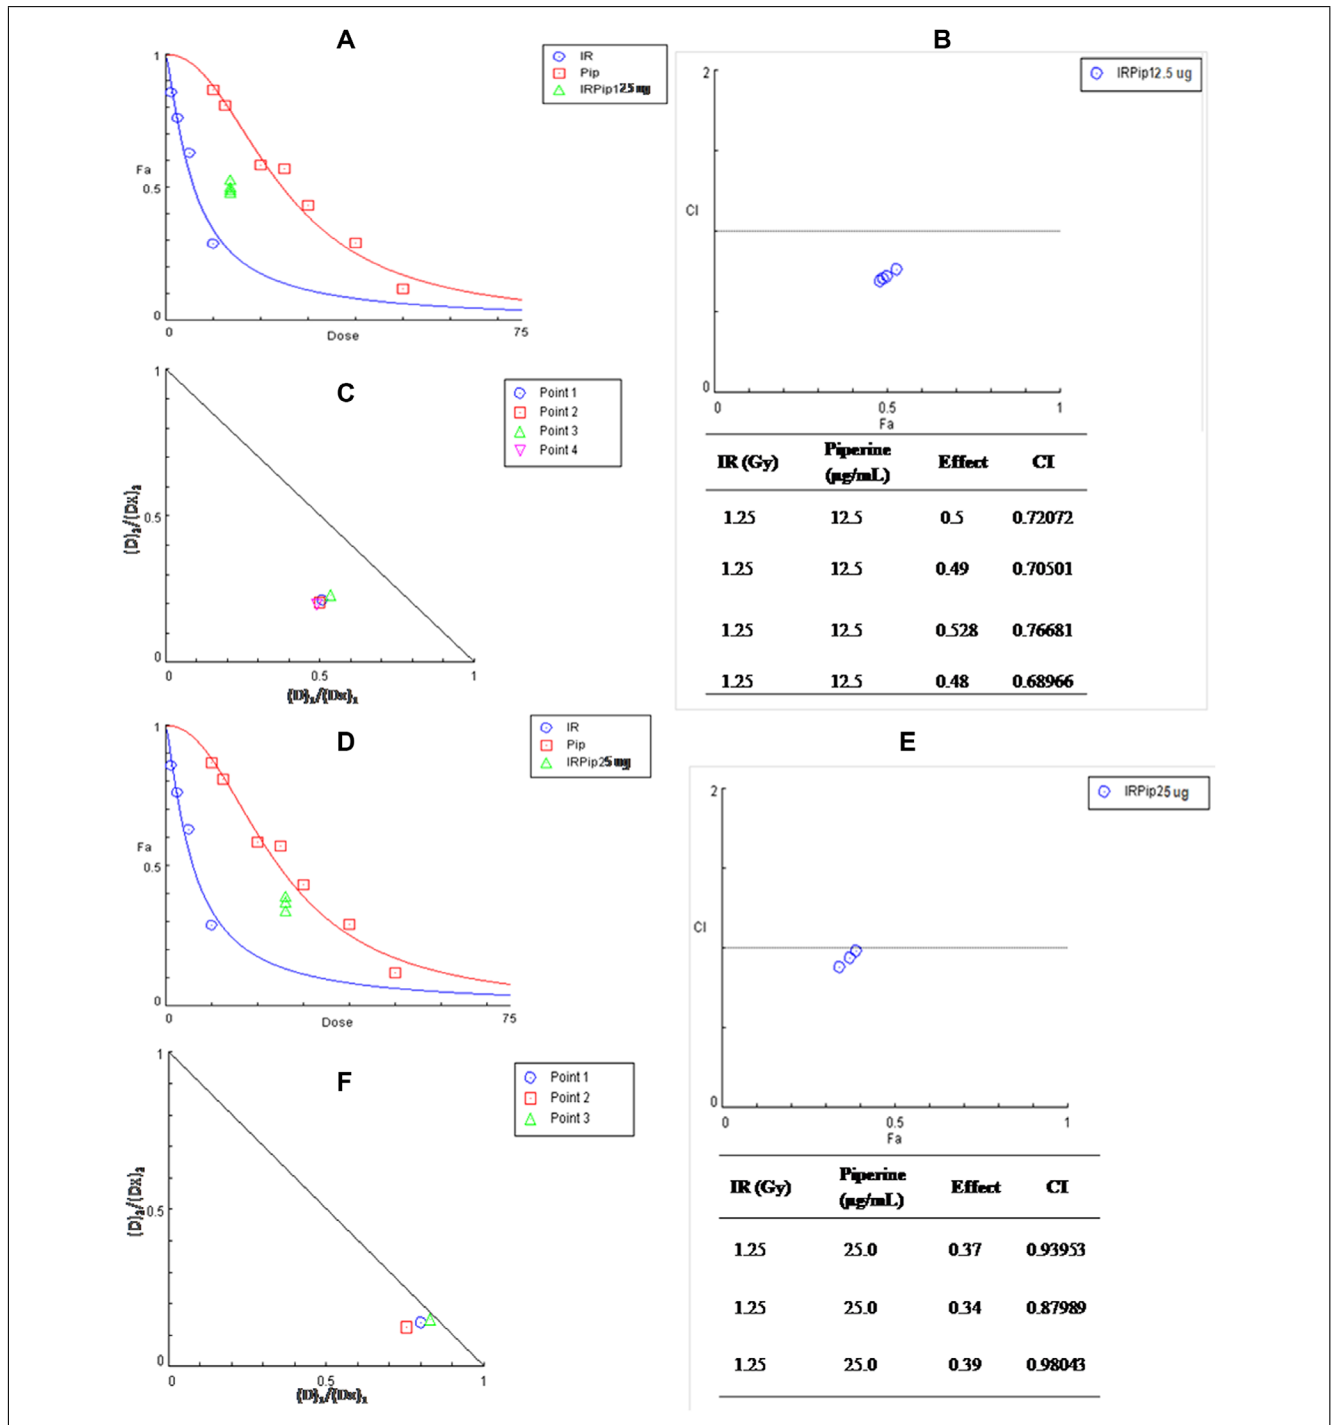 A
IR
Pip
IRPip12.5 ug
1
Fa
0.5
0
0
Dose
75
B
IRPip12.5 ug
2
CI
0
0
0.5
1
Fa
IR (Gy) Piperine (µg/mL) Effect CI
1.25 12.5 0.5 0.72072
1.25 12.5 0.49 0.70501
1.25 12.5 0.528 0.76681
1.25 12.5 0.48 0.68966
C
Point 1
Point 2
Point 3
Point 4
1
(D)₂/(Dx)₂
0.5
0
0
0.5
1
(D)₁/(Dx)₁
D
IR
Pip
IRPip25 ug
1
Fa
0.5
0
0
Dose
75
E
IRPip25 ug
2
CI
0
0
0.5
1
Fa
IR (Gy) Piperine (µg/mL) Effect CI
1.25 25.0 0.37 0.93953
1.25 25.0 0.34 0.87989
1.25 25.0 0.39 0.98043
F
Point 1
Point 2
Point 3
1
(D)₂/(Dx)₂
0.5
0
0
0.5
1
(D)₁/(Dx)₁